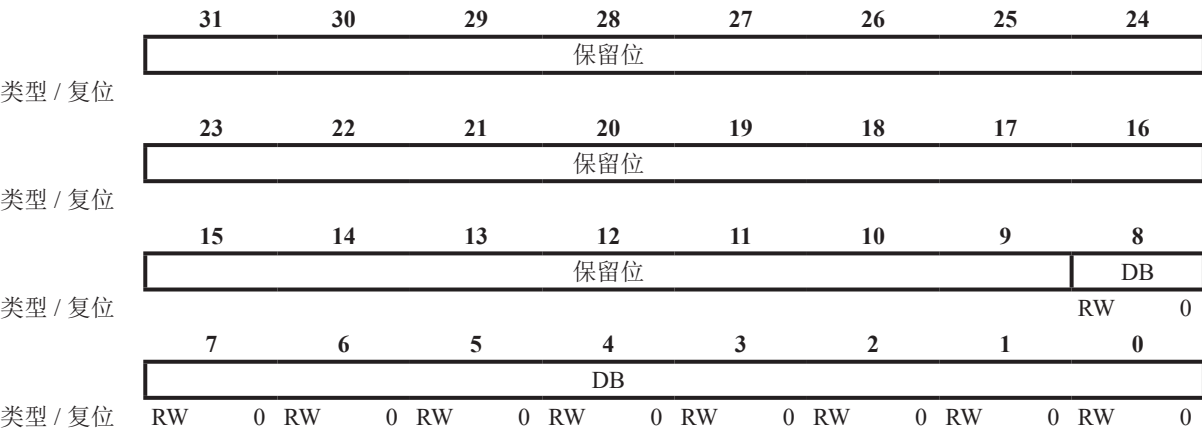 31 30 29 28 27 26 25 24
保留位
类型 / 复位
23 22 21 20 19 18 17 16
保留位
类型 / 复位
15 14 13 12 11 10 9 8
保留位 DB
类型 / 复位 RW 0
7 6 5 4 3 2 1 0
DB
类型 / 复位 RW 0 RW 0 RW 0 RW 0 RW 0 RW 0 RW 0 RW 0